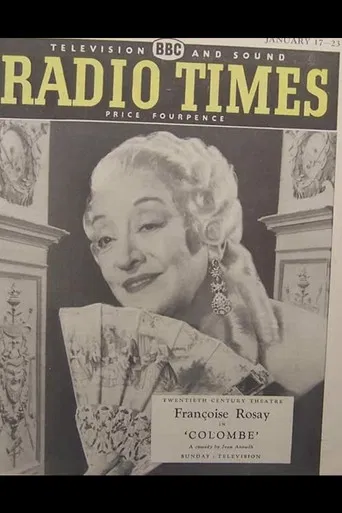 JANUARY 17-23
TELEVISION BBC AND SOUND
RADIO TIMES
PRICE FOURPENCE
TWENTIETH CENTURY THEATRE
Françoise Rosay
IN
'COLOMBE'
A comedy by Jean Anouilh
SUNDAY : TELEVISION